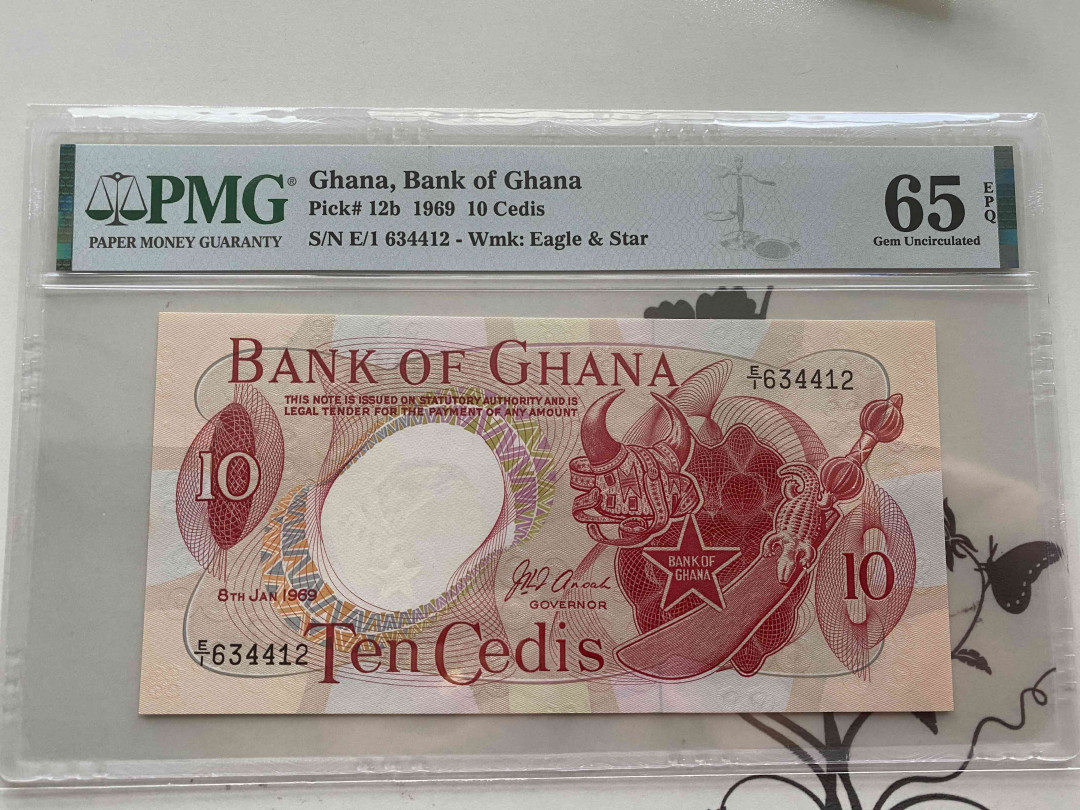 PMG®
PAPER MONEY GUARANTY
Ghana, Bank of Ghana
Pick# 12b 1969 10 Cedis
S/N E/1 634412 - Wmk: Eagle & Star
65
EPQ
Gem Uncirculated
BANK OF GHANA
E/1 634412
THIS NOTE IS ISSUED ON STATUTORY AUTHORITY AND IS
LEGAL TENDER FOR THE PAYMENT OF ANY AMOUNT
10
BANK OF
GHANA
10
8TH JAN 1969
GOVERNOR
E/1 634412
Ten Cedis